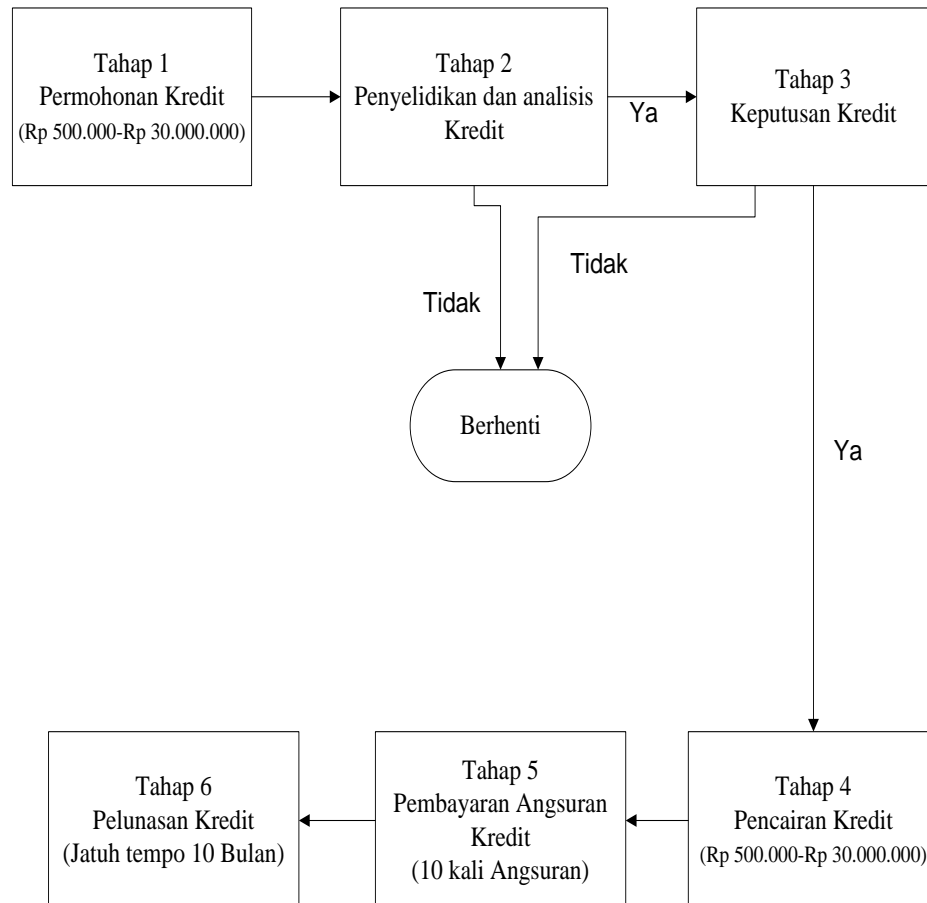 Tahap 1
Permohonan Kredit
(Rp 500.000-Rp 30.000.000)
Tahap 2
Penyelidikan dan analisis
Kredit
Ya
Tahap 3
Keputusan Kredit
Tidak
Tidak
Berhenti
Ya
Tahap 6
Pelunasan Kredit
(Jatuh tempo 10 Bulan)
Tahap 5
Pembayaran Angsuran
Kredit
(10 kali Angsuran)
Tahap 4
Pencairan Kredit
(Rp 500.000-Rp 30.000.000)